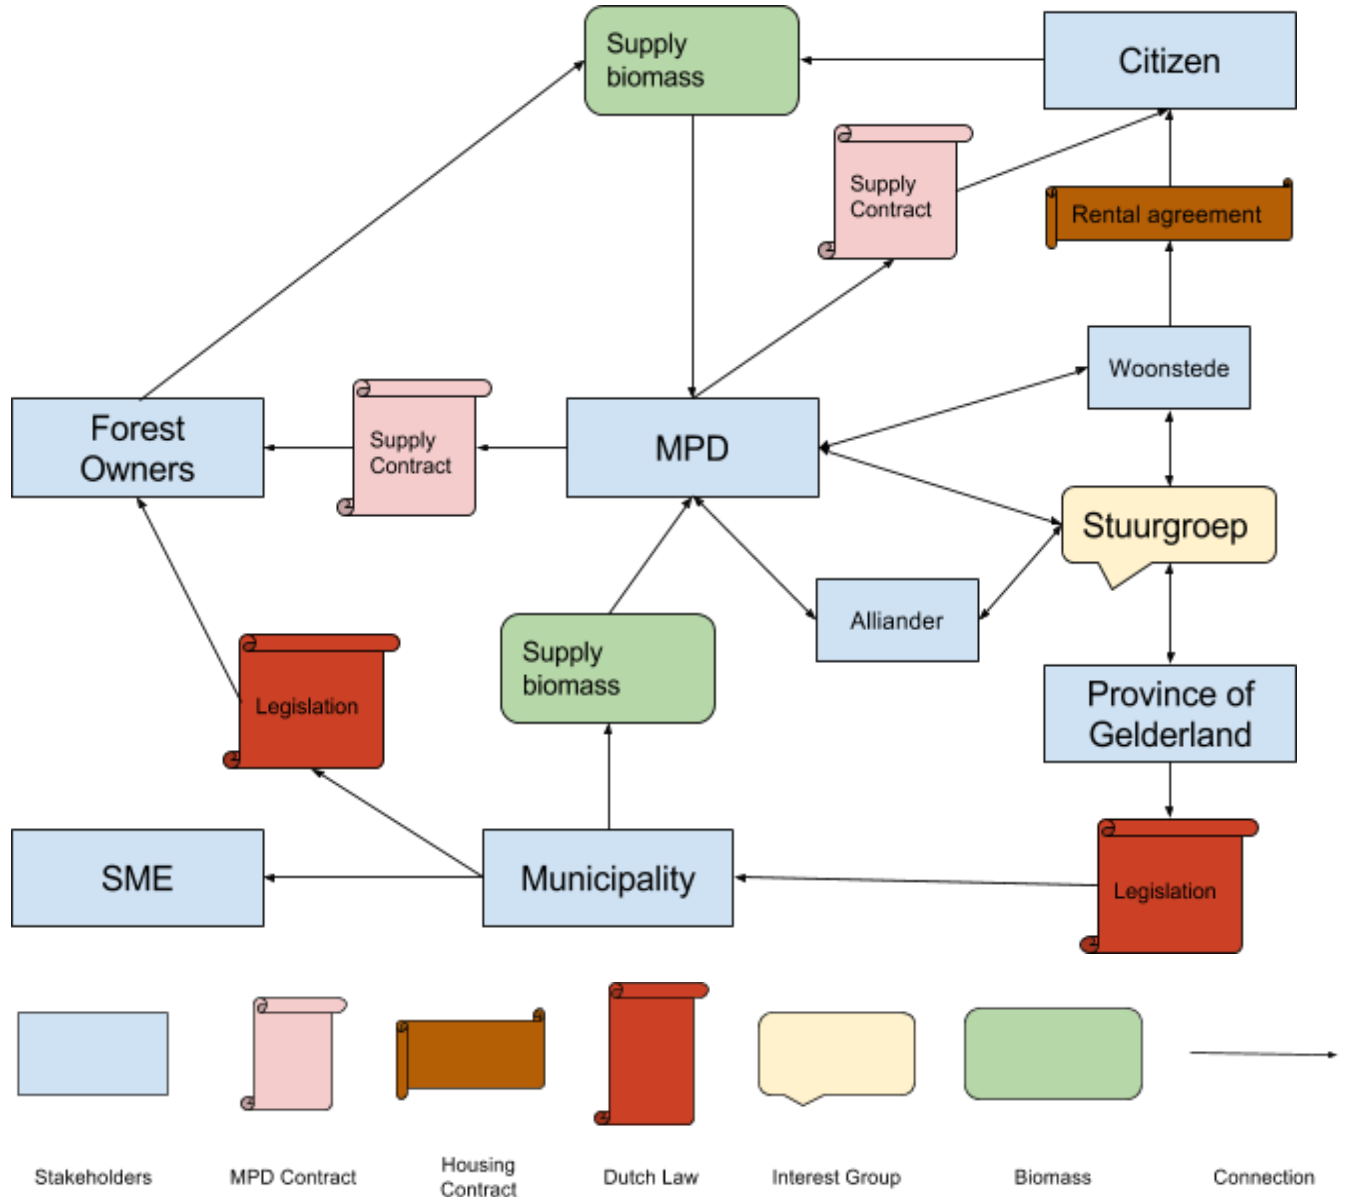 Supply
biomass
Citizen
Supply
Contract
Rental agreement
Woonstede
Forest
Owners
Supply
Contract
MPD
Stuurgroep
Alliander
Supply
biomass
Legislation
Province of
Gelderland
SME
Municipality
Legislation
Stakeholders
MPD Contract
Housing
Contract
Dutch Law
Interest Group
Biomass
Connection